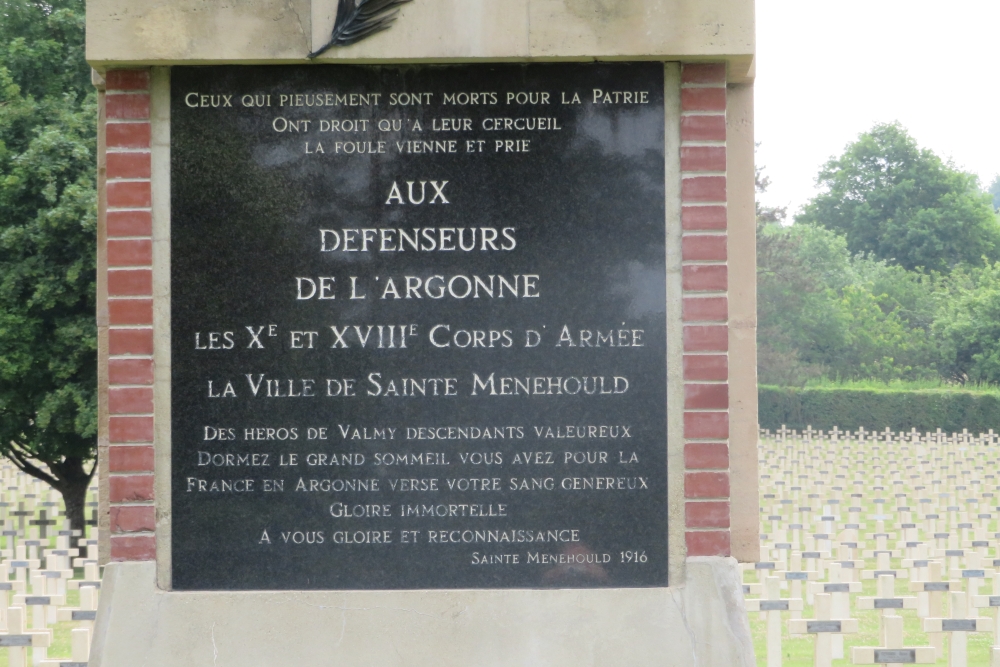 CEUX QUI PIEUSEMENT SONT MORTS POUR LA PATRIE
ONT DROIT QU'A LEUR CERCUEIL
LA FOULE VIENNE ET PRIE
AUX
DEFENSEURS
DE L'ARGONNE
LES XE ET XVIIIE CORPS D'ARMÉE
LA VILLE DE SAINTE MENEHOULD
DES HEROS DE VALMY DESCENDANTS VALEUREUX
DORMEZ LE GRAND SOMMEIL VOUS AVEZ POUR LA
FRANCE EN ARGONNE VERSE VOTRE SANG GENEREUX
GLOIRE IMMORTELLE
A VOUS GLOIRE ET RECONNAISSANCE
SAINTE MENEHOULD 1916